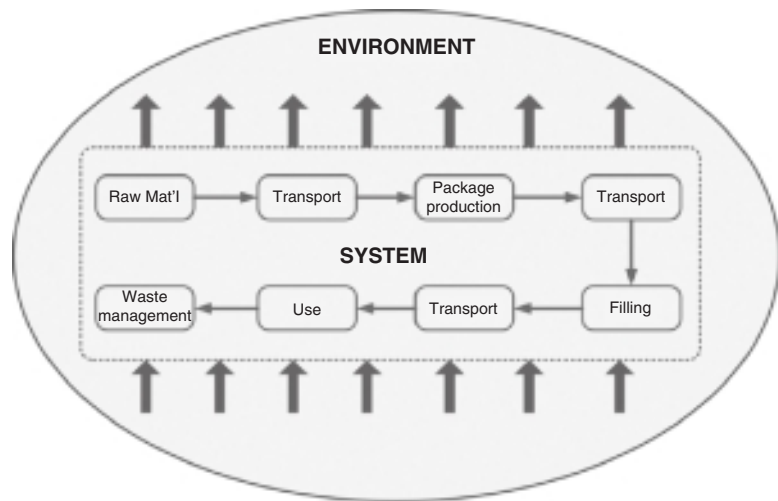 ENVIRONMENT
Raw Mat'l
Transport
Package
production
Transport
SYSTEM
Waste
management
Use
Transport
Filling